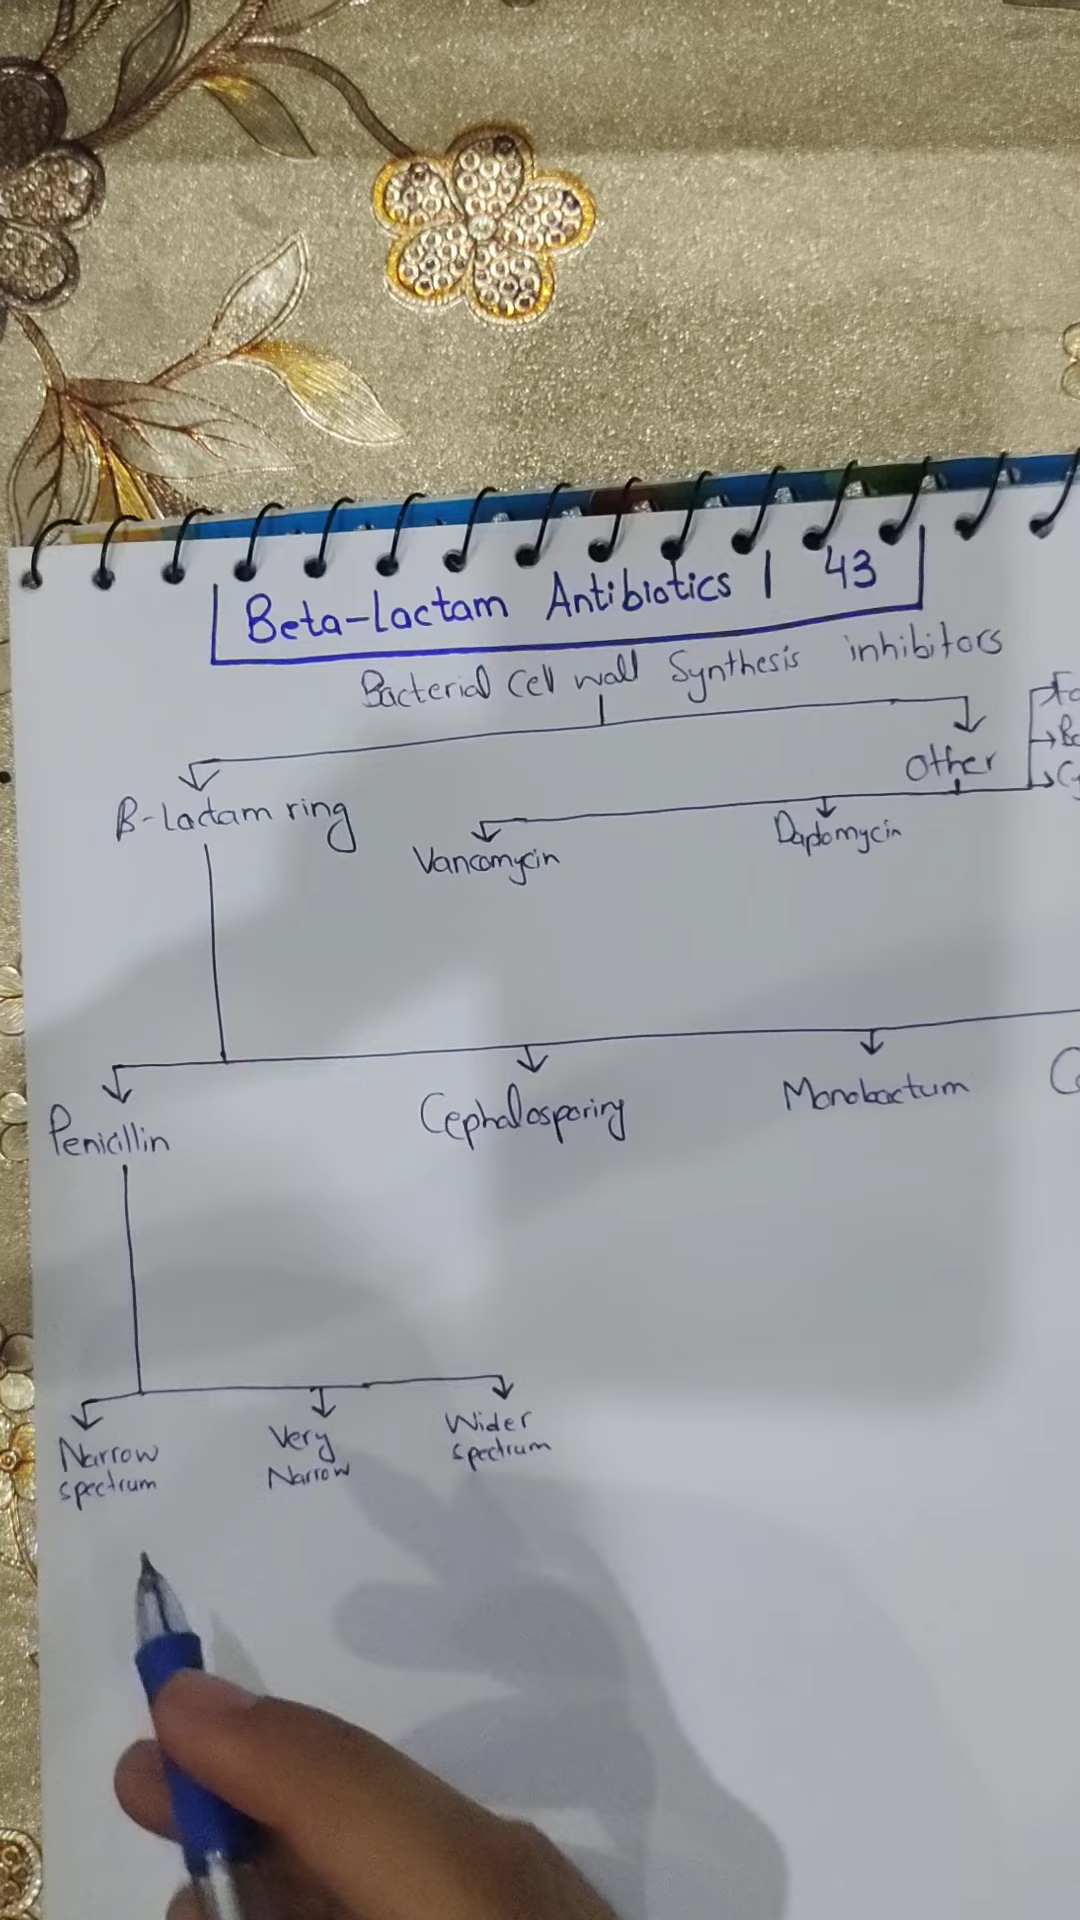 Beta-Lactam Antibiotics | 43
Bacterial Cell wall Synthesis inhibitors
β-Lactam ring
Other
Vancomycin
Daptomycin
Penicillin
Cephalosporins
Monobactum
Narrow
spectrum
Very
Narrow
Wider
spectrum